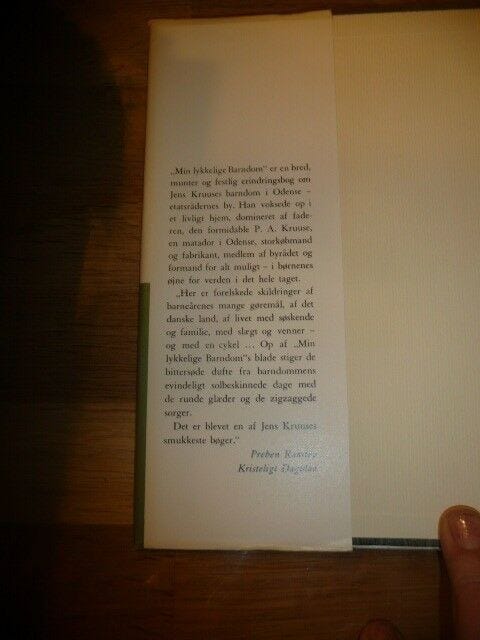 „Min lykkelige Barndom“ er en bred,
munter og festlig erindringsbog om
Jens Kruuses barndom i Odense –
etatsrådernes by. Han voksede op i
et livligt hjem, domineret af fade-
ren, den formidable P. A. Kruuse,
en matador i Odense, storkøbmand
og fabrikant, medlem af byrådet og
formand for alt muligt – i børnenes
øjne for verden i det hele taget.
„Her er forelskede skildringer af
barneårenes mange gøremål, af det
danske land, af livet med søskende
og familie, med slægt og venner –
og med en cykel ... Op af „Min
lykkelige Barndom“s blade stiger de
bittersøde dufte fra barndommens
evindeligt solbeskinnede dage med
de runde glæder og de zigzaggede
sorger.
Det er blevet en af Jens Kruuses
smukkeste bøger.“
Preben
Kristeligt Dagblad